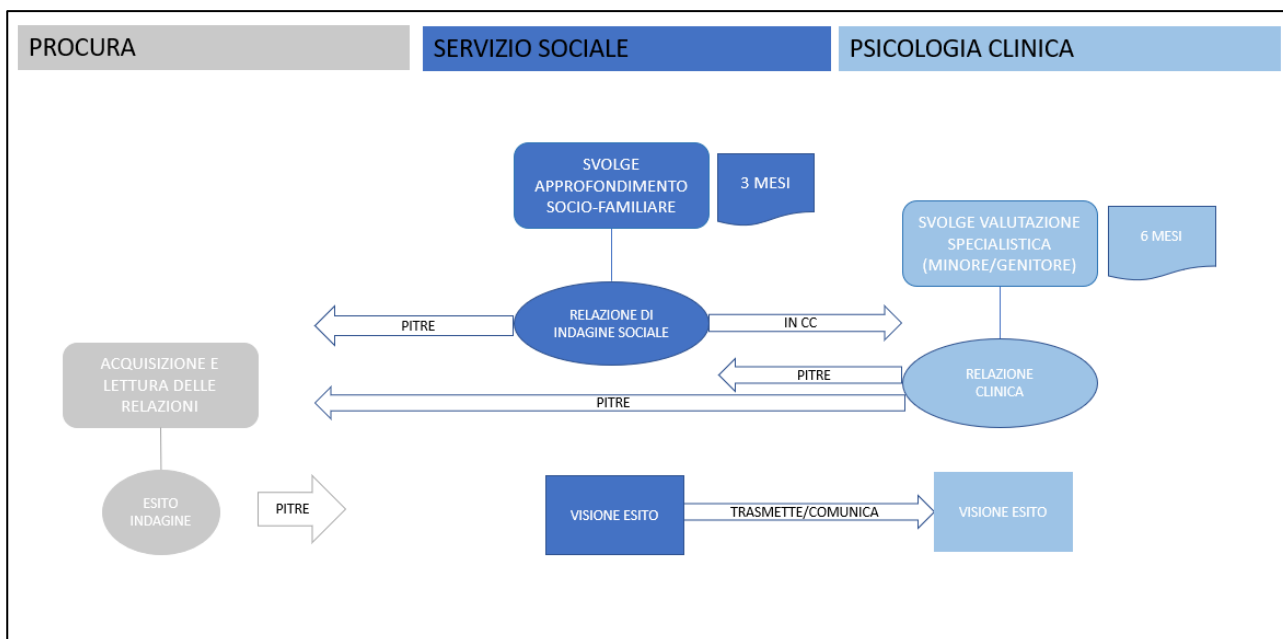 PROCURA
SERVIZIO SOCIALE
PSICOLOGIA CLINICA
SVOLGE
APPROFONDIMENTO
SOCIO-FAMILIARE
3 MESI
SVOLGE VALUTAZIONE
SPECIALISTICA
(MINORE/GENITORE)
6 MESI
PITRE
RELAZIONE DI
INDAGINE SOCIALE
IN CC
ACQUISIZIONE E
LETTURA DELLE
RELAZIONI
PITRE
PITRE
RELAZIONE
CLINICA
ESITO
INDAGINE
PITRE
VISIONE ESITO
TRASMETTE/COMUNICA
VISIONE ESITO